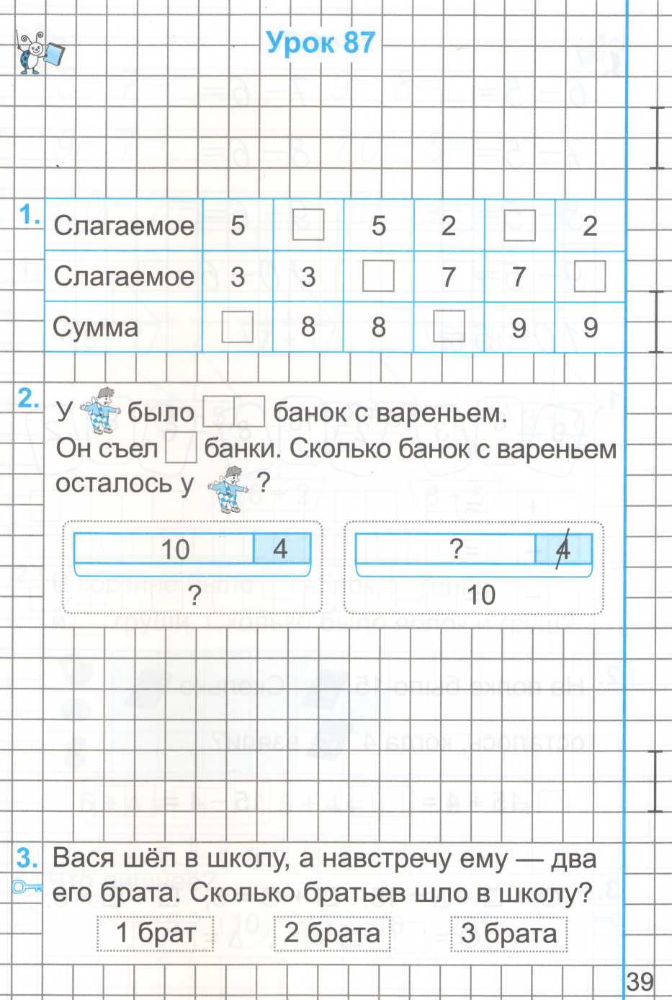 Урок 87
1.
Слагаемое 5 5 2 2
Слагаемое 3 3 7 7
Сумма 8 8 9 9
2.
У было банок с вареньем.
Он съел банки. Сколько банок с вареньем
осталось у ?
10 4
?
? 4
10
3. Вася шёл в школу, а навстречу ему — два
его брата. Сколько братьев шло в школу?
1 брат 2 брата 3 брата
39